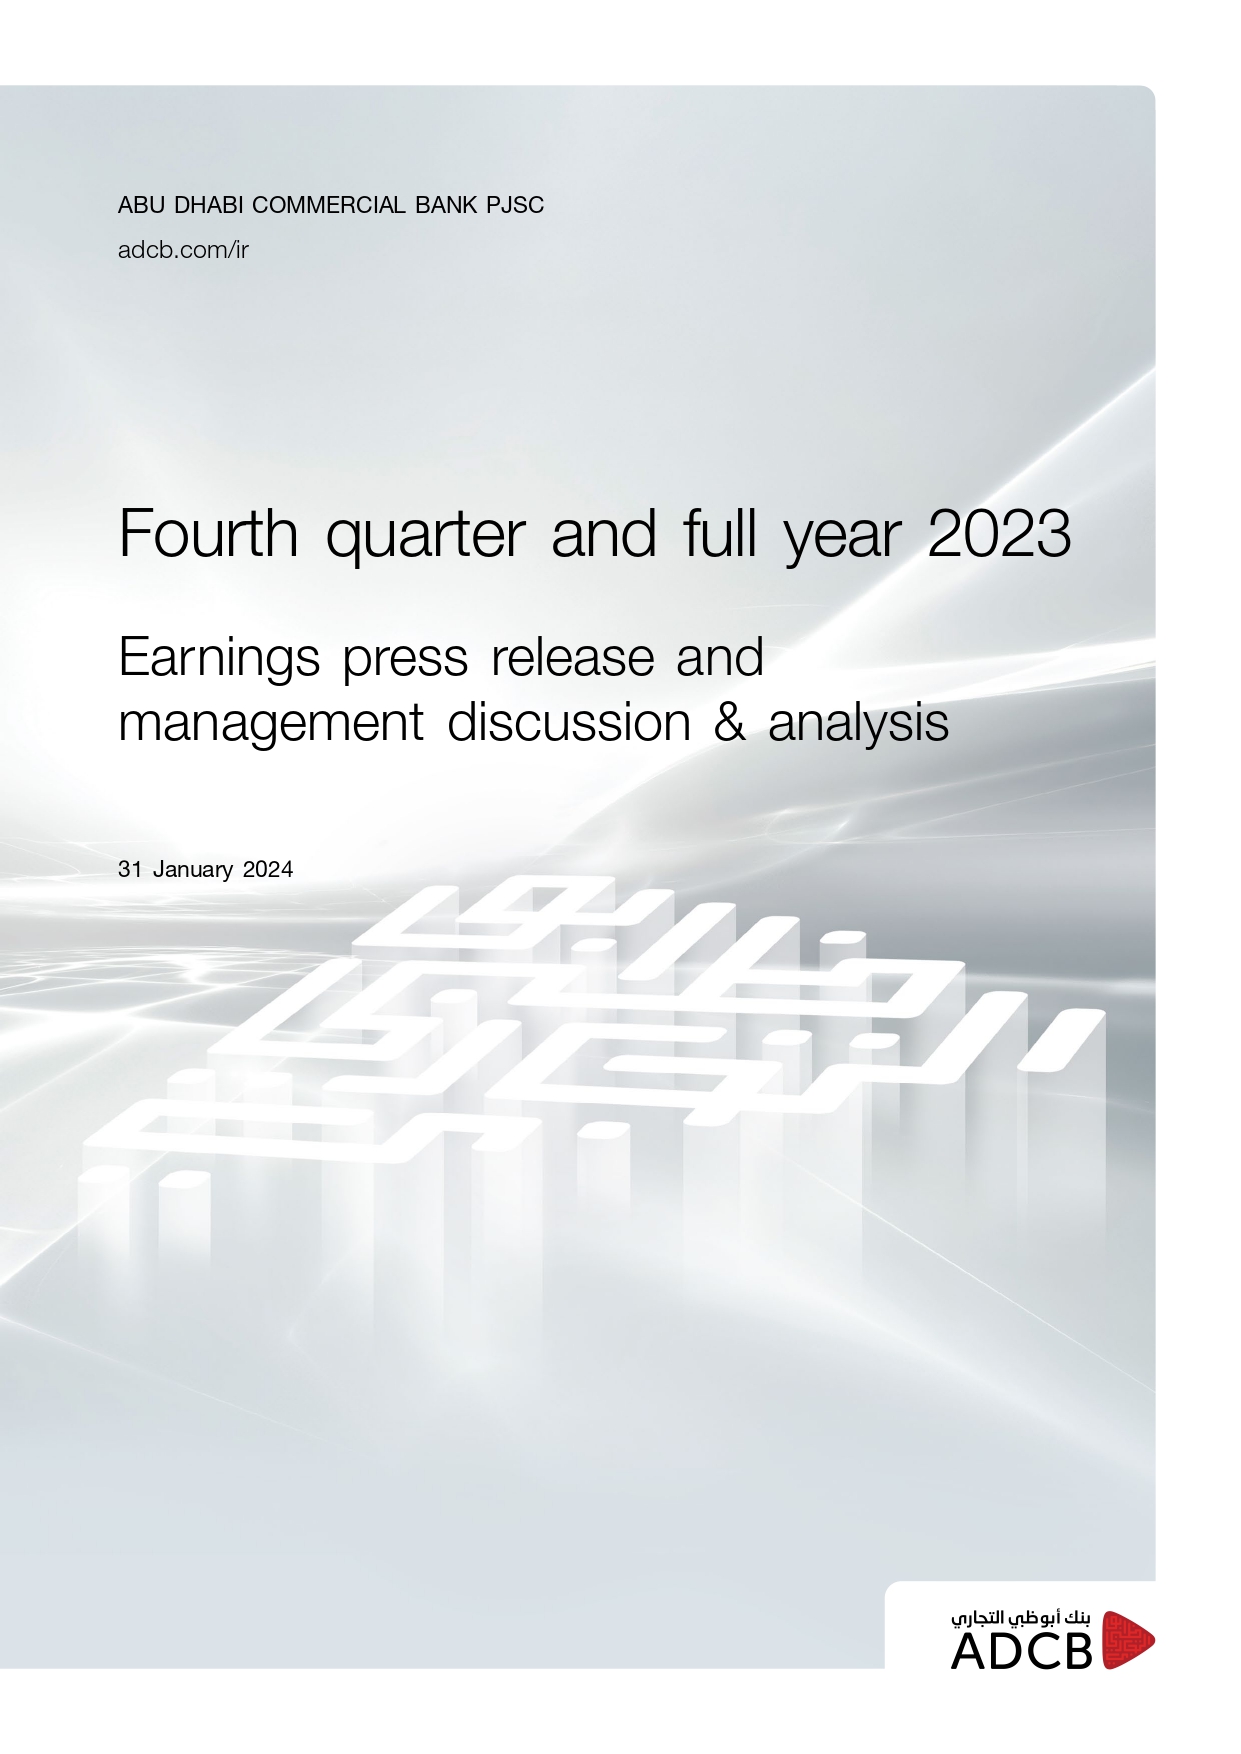 ABU DHABI COMMERCIAL BANK PJSC
adcb.com/ir
Fourth quarter and full year 2023
Earnings press release and
management discussion & analysis
31 January 2024
بنك أبوظبي التجاري
ADCB